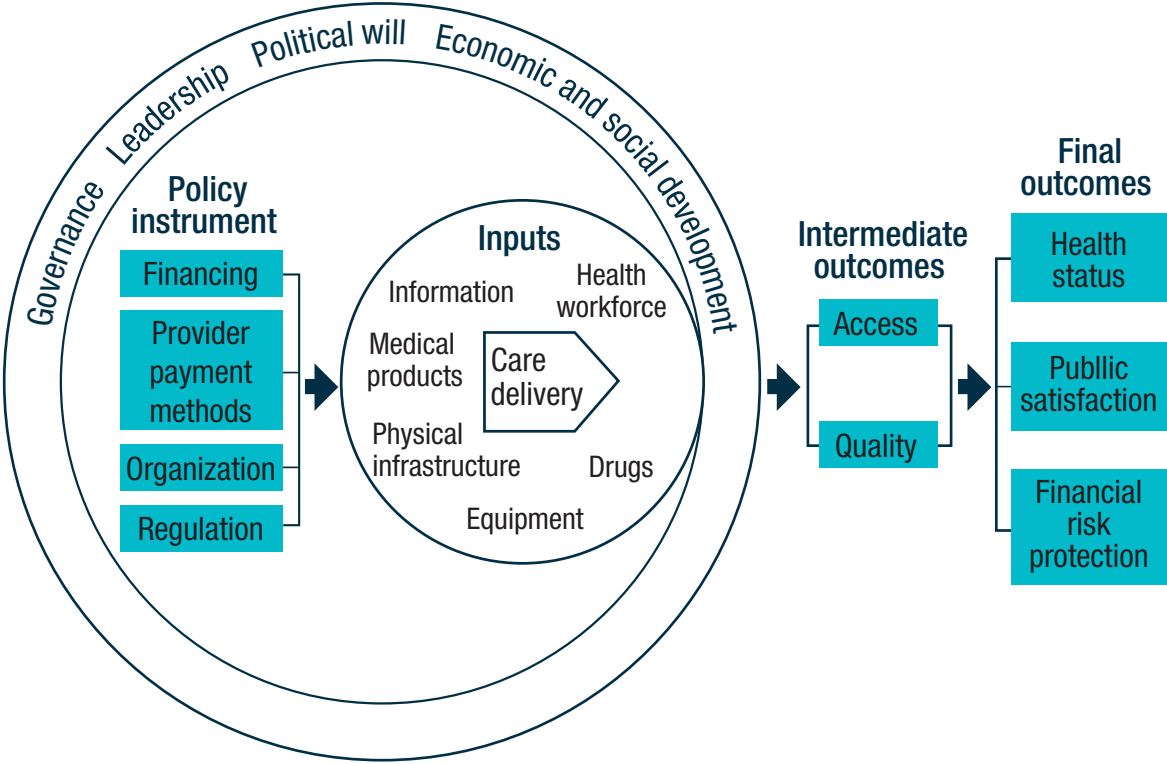 Governance Leadership Political will Economic and social development
Policy
instrument
Financing
Provider
payment
methods
Organization
Regulation
Inputs
Information
Health
workforce
Medical
products
Care
delivery
Physical
infrastructure
Drugs
Equipment
Intermediate
outcomes
Access
Quality
Final
outcomes
Health
status
Publlic
satisfaction
Financial
risk
protection